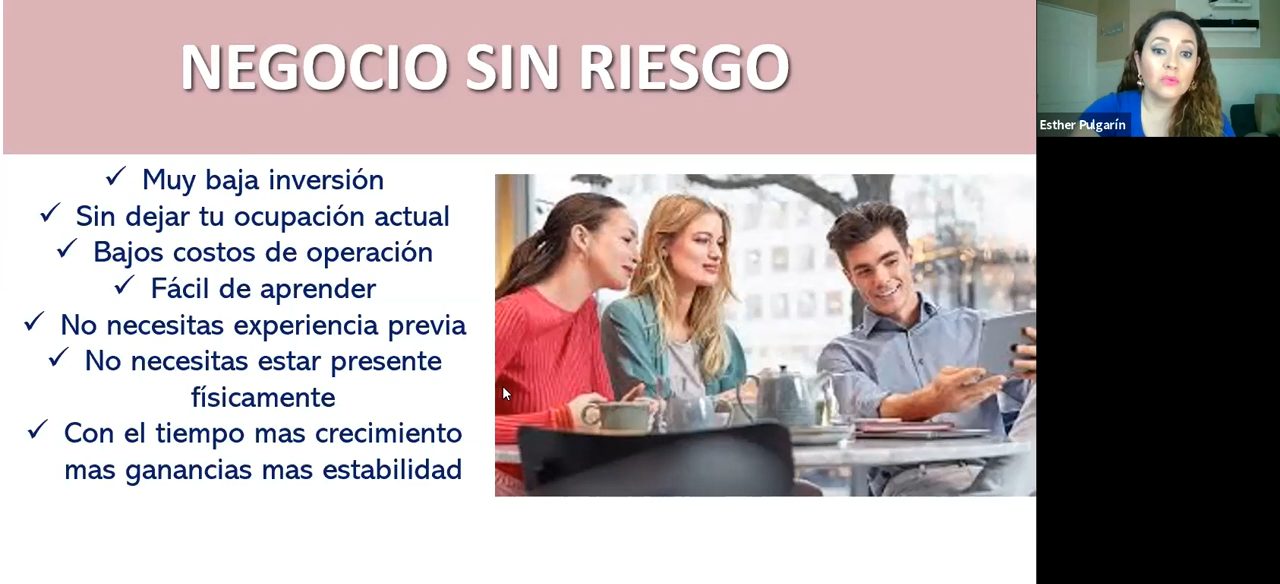 NEGOCIO SIN RIESGO
✓ Muy baja inversión
✓ Sin dejar tu ocupación actual
✓ Bajos costos de operación
✓ Fácil de aprender
✓ No necesitas experiencia previa
✓ No necesitas estar presente
físicamente
✓ Con el tiempo mas crecimiento
mas ganancias mas estabilidad
Esther Pulgarín